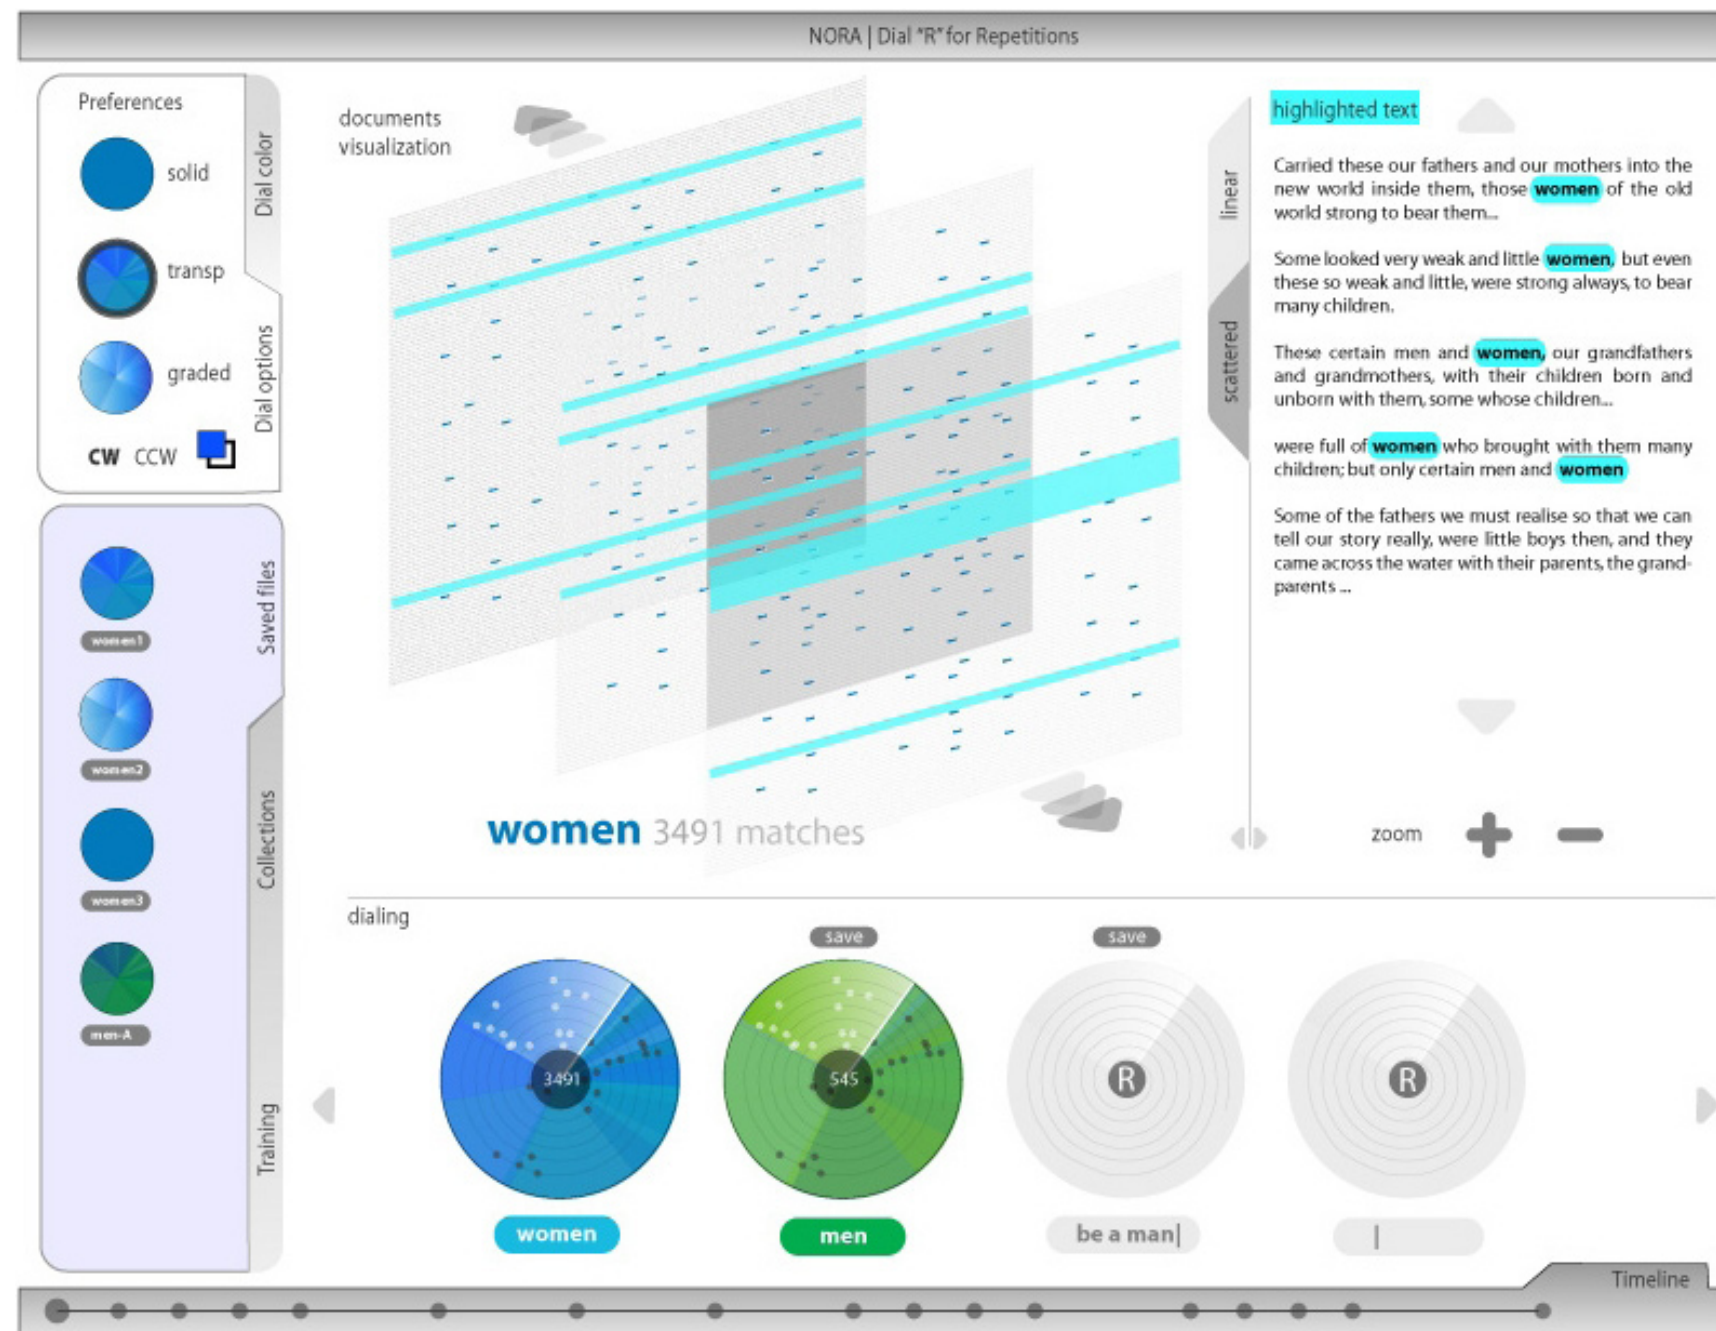 NORA | Dial "R" for Repetitions
Preferences
solid
transp
graded
CW CCW
Dial color
Dial options
women1
women2
women3
men-A
Saved files
Collections
Training
documents
visualization
women 3491 matches
linear
scattered
highlighted text
Carried these our fathers and our mothers into the
new world inside them, those women of the old
world strong to bear them...
Some looked very weak and little women, but even
these so weak and little, were strong always, to bear
many children.
These certain men and women, our grandfathers
and grandmothers, with their children born and
unborn with them, some whose children...
were full of women who brought with them many
children; but only certain men and women
Some of the fathers we must realise so that we can
tell our story really, were little boys then, and they
came across the water with their parents, the grand-
parents ...
zoom
dialing
save
save
3491
545
R
R
women
men
be a man|
|
Timeline